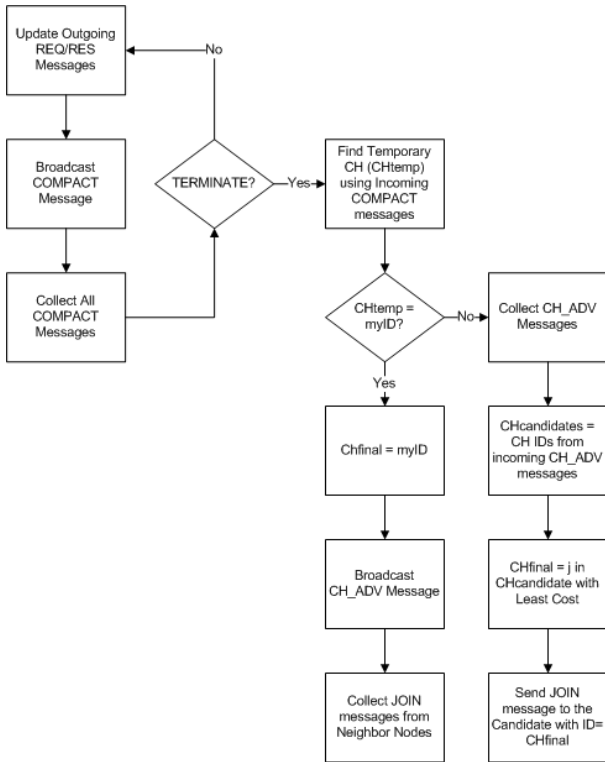 Update Outgoing
REQ/RES
Messages
No
Broadcast
COMPACT
Message
TERMINATE?
Yes
Find Temporary
CH (CHtemp)
using Incoming
COMPACT
messages
Collect All
COMPACT
Messages
CHtemp =
myID?
No
Collect CH_ADV
Messages
Yes
Chfinal = myID
CHcandidates =
CH IDs from
incoming CH_ADV
messages
Broadcast
CH_ADV Message
CHfinal = j in
CHcandidate with
Least Cost
Collect JOIN
messages from
Neighbor Nodes
Send JOIN
message to the
Candidate with ID=
CHfinal